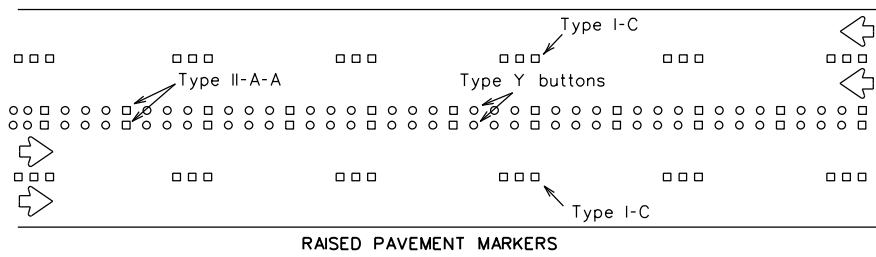 Type I-C
Type II-A-A
Type Y buttons
Type I-C
RAISED PAVEMENT MARKERS